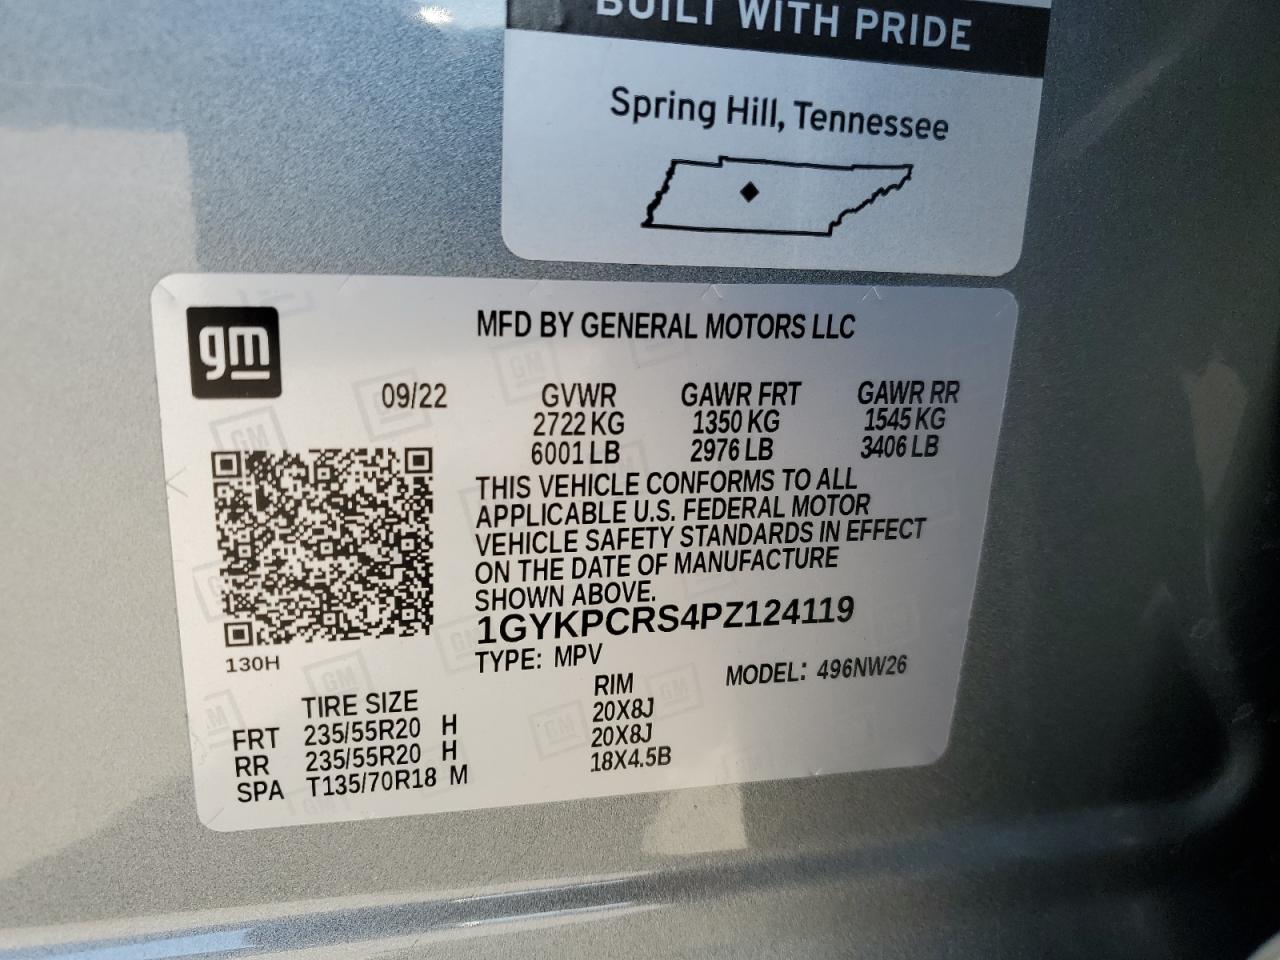 BUILT WITH PRIDE
Spring Hill, Tennessee
gm
MFD BY GENERAL MOTORS LLC
09/22 GVWR GAWR FRT GAWR RR
2722 KG 1350 KG 1545 KG
6001 LB 2976 LB 3406 LB
THIS VEHICLE CONFORMS TO ALL
APPLICABLE U.S. FEDERAL MOTOR
VEHICLE SAFETY STANDARDS IN EFFECT
ON THE DATE OF MANUFACTURE
SHOWN ABOVE.
1GYKPCRS4PZ124119
130H
TYPE: MPV MODEL: 496NW26
TIRE SIZE RIM
FRT 235/55R20 H 20X8J
RR 235/55R20 H 20X8J
SPA T135/70R18 M 18X4.5B